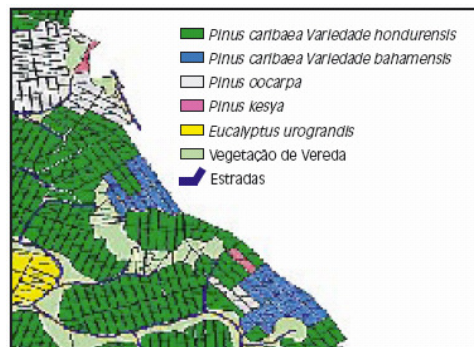 Pinus caribaea Variedade hondurensis
Pinus caribaea Variedade bahamensis
Pinus oocarpa
Pinus kesya
Eucalyptus urograndis
Vegetação de Vereda
Estradas